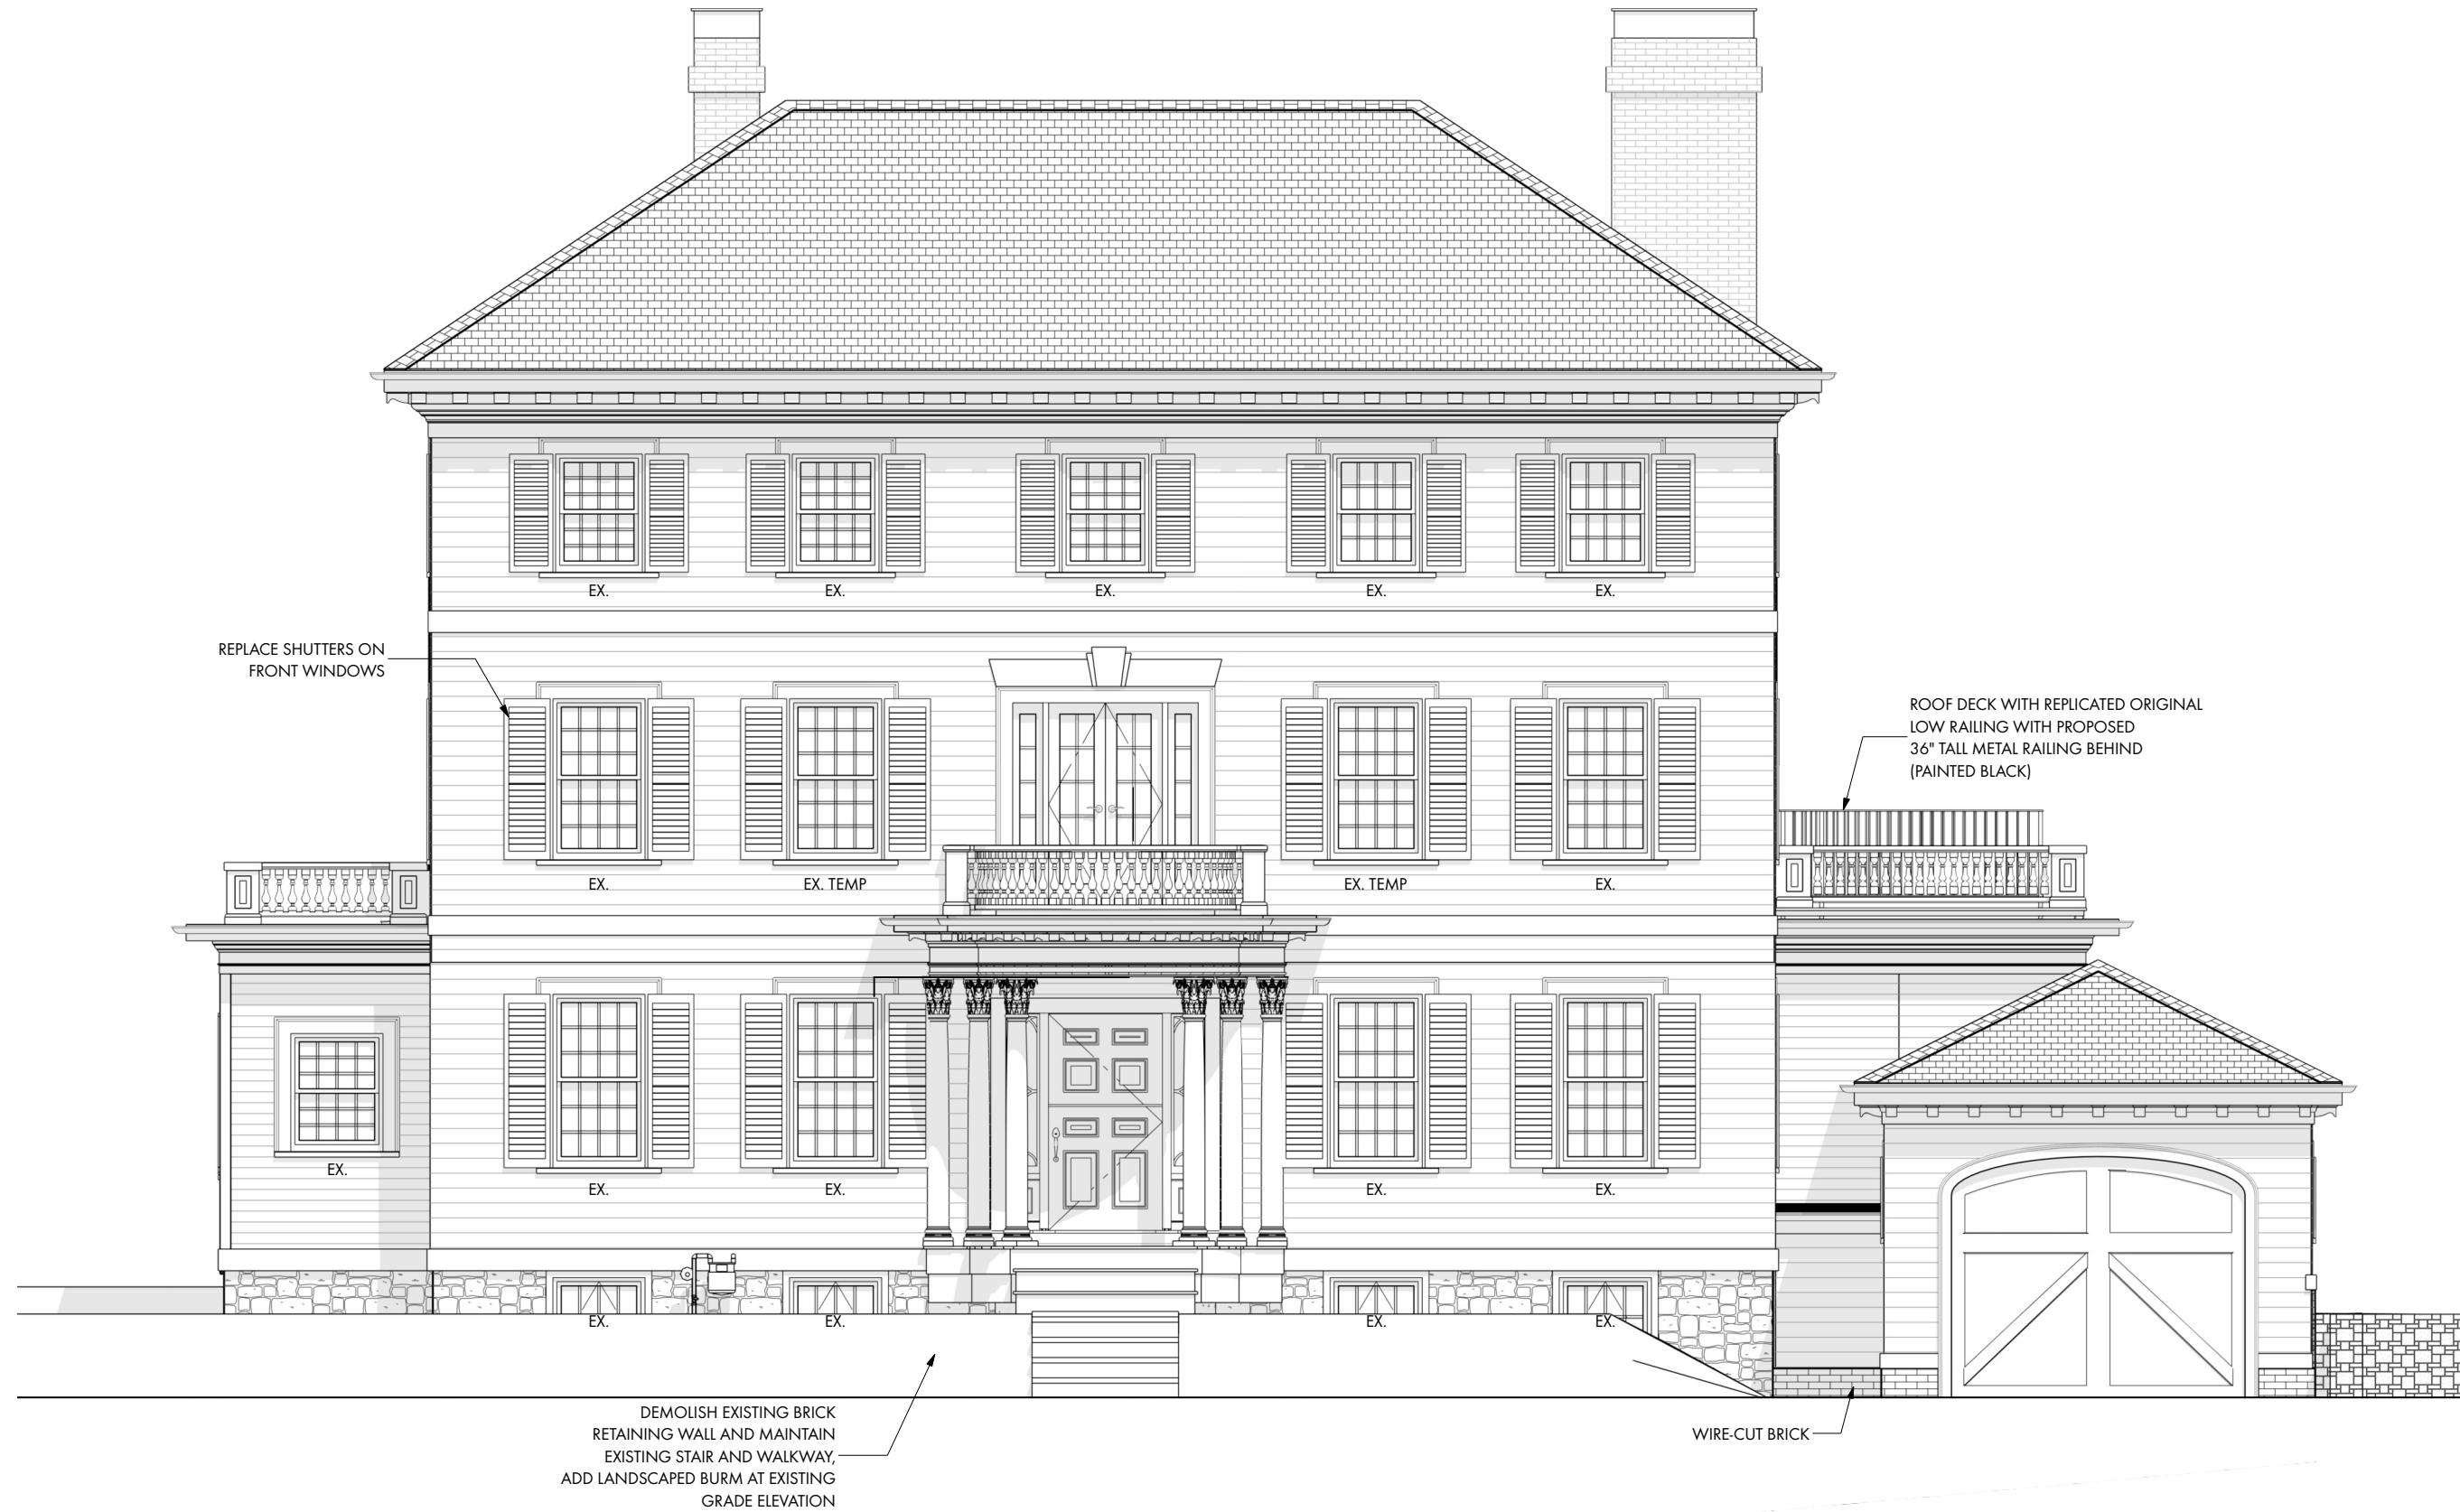 EX.
EX.
EX.
EX.
EX.
REPLACE SHUTTERS ON
FRONT WINDOWS
ROOF DECK WITH REPLICATED ORIGINAL
LOW RAILING WITH PROPOSED
36" TALL METAL RAILING BEHIND
(PAINTED BLACK)
EX.
EX. TEMP
EX. TEMP
EX.
EX.
EX.
EX.
EX.
EX.
EX.
EX.
EX.
EX.
DEMOLISH EXISTING BRICK
RETAINING WALL AND MAINTAIN
EXISTING STAIR AND WALKWAY,
ADD LANDSCAPED BURM AT EXISTING
GRADE ELEVATION
WIRE-CUT BRICK